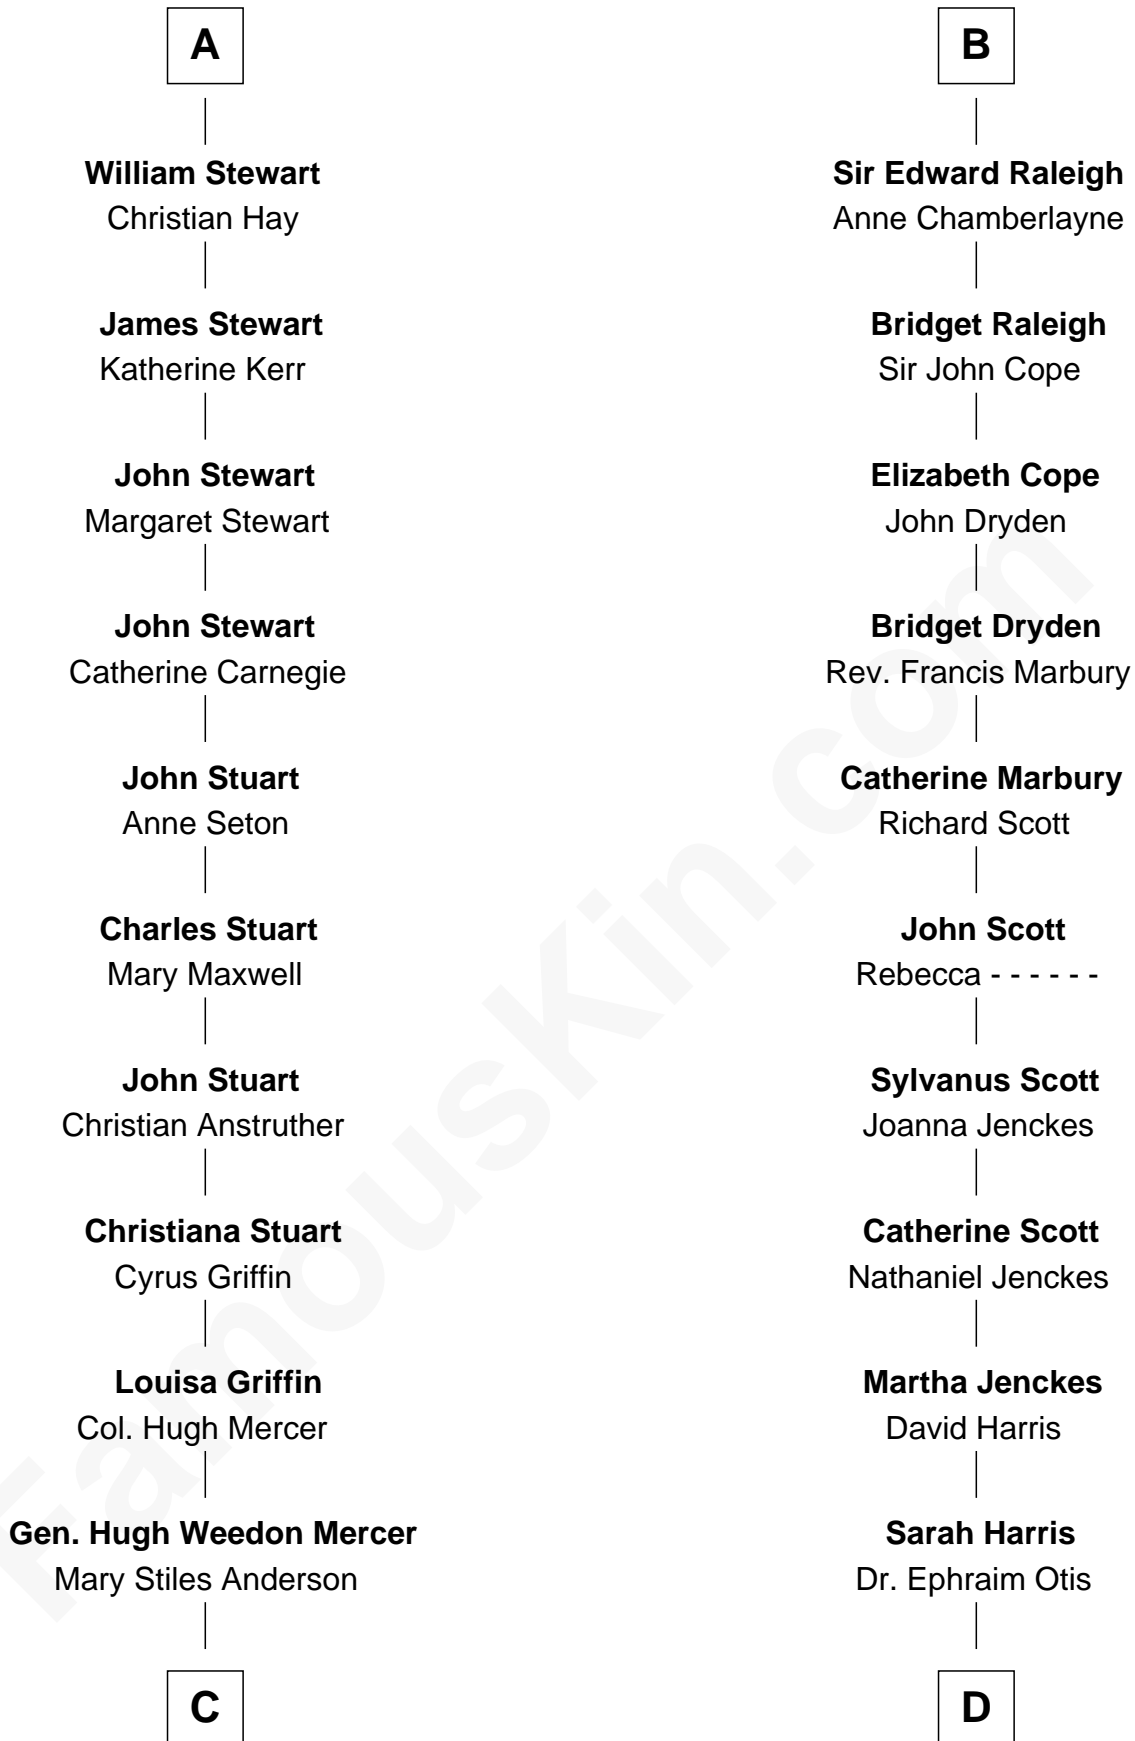 A
William Stewart
Christian Hay
James Stewart
Katherine Kerr
John Stewart
Margaret Stewart
John Stewart
Catherine Carnegie
John Stuart
Anne Seton
Charles Stuart
Mary Maxwell
John Stuart
Christian Anstruther
Christiana Stuart
Cyrus Griffin
Louisa Griffin
Col. Hugh Mercer
Gen. Hugh Weedon Mercer
Mary Stiles Anderson
C
B
Sir Edward Raleigh
Anne Chamberlayne
Bridget Raleigh
Sir John Cope
Elizabeth Cope
John Dryden
Bridget Dryden
Rev. Francis Marbury
Catherine Marbury
Richard Scott
John Scott
Rebecca - - - - - -
Sylvanus Scott
Joanna Jenckes
Catherine Scott
Nathaniel Jenckes
Martha Jenckes
David Harris
Sarah Harris
Dr. Ephraim Otis
D
FamousKin.com